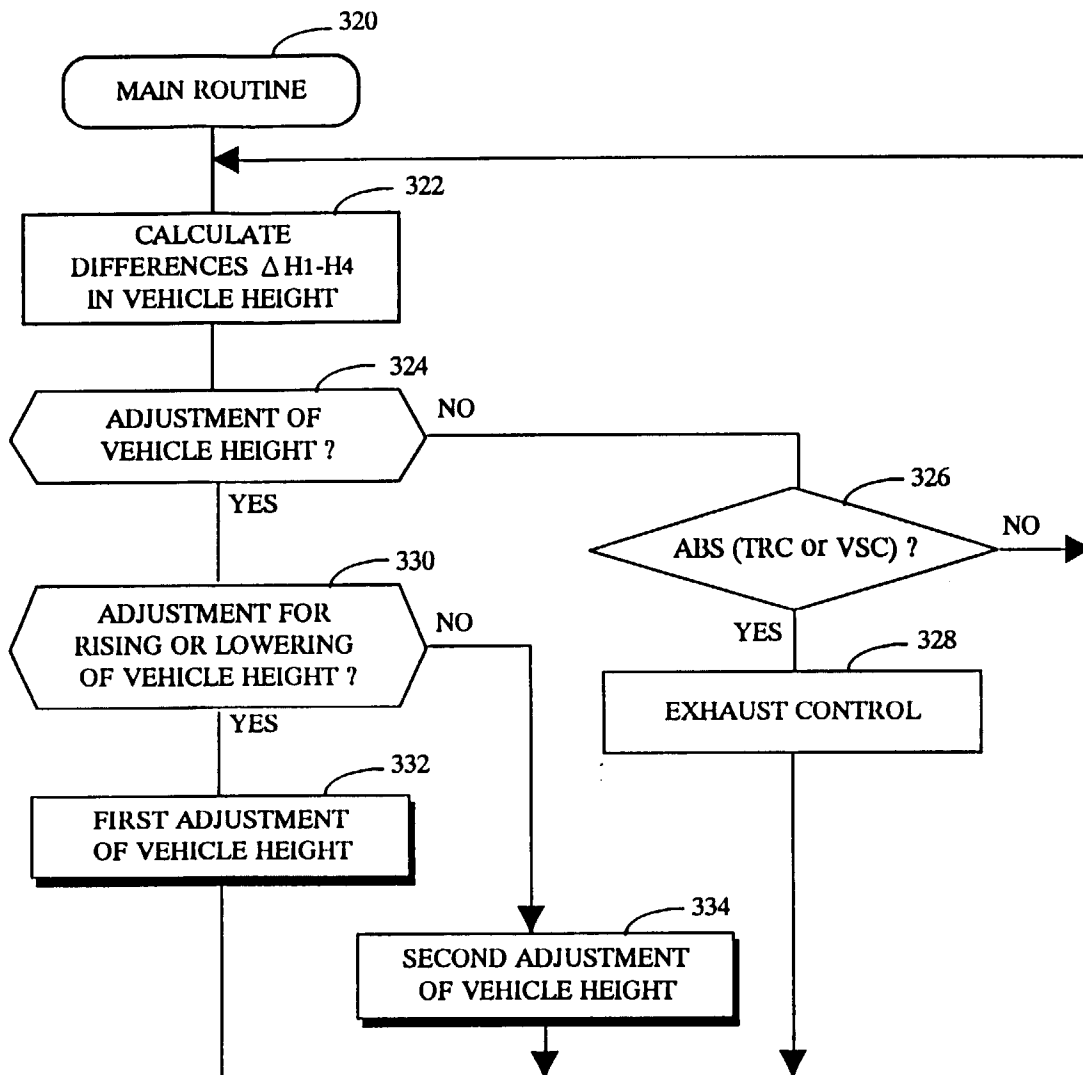 320
MAIN ROUTINE
322
CALCULATE
DIFFERENCES Δ H1-H4
IN VEHICLE HEIGHT
324
ADJUSTMENT OF
VEHICLE HEIGHT ?
NO
YES
326
ABS (TRC or VSC) ?
NO
YES
330
ADJUSTMENT FOR
RISING OR LOWERING
OF VEHICLE HEIGHT ?
NO
YES
328
EXHAUST CONTROL
332
FIRST ADJUSTMENT
OF VEHICLE HEIGHT
334
SECOND ADJUSTMENT
OF VEHICLE HEIGHT